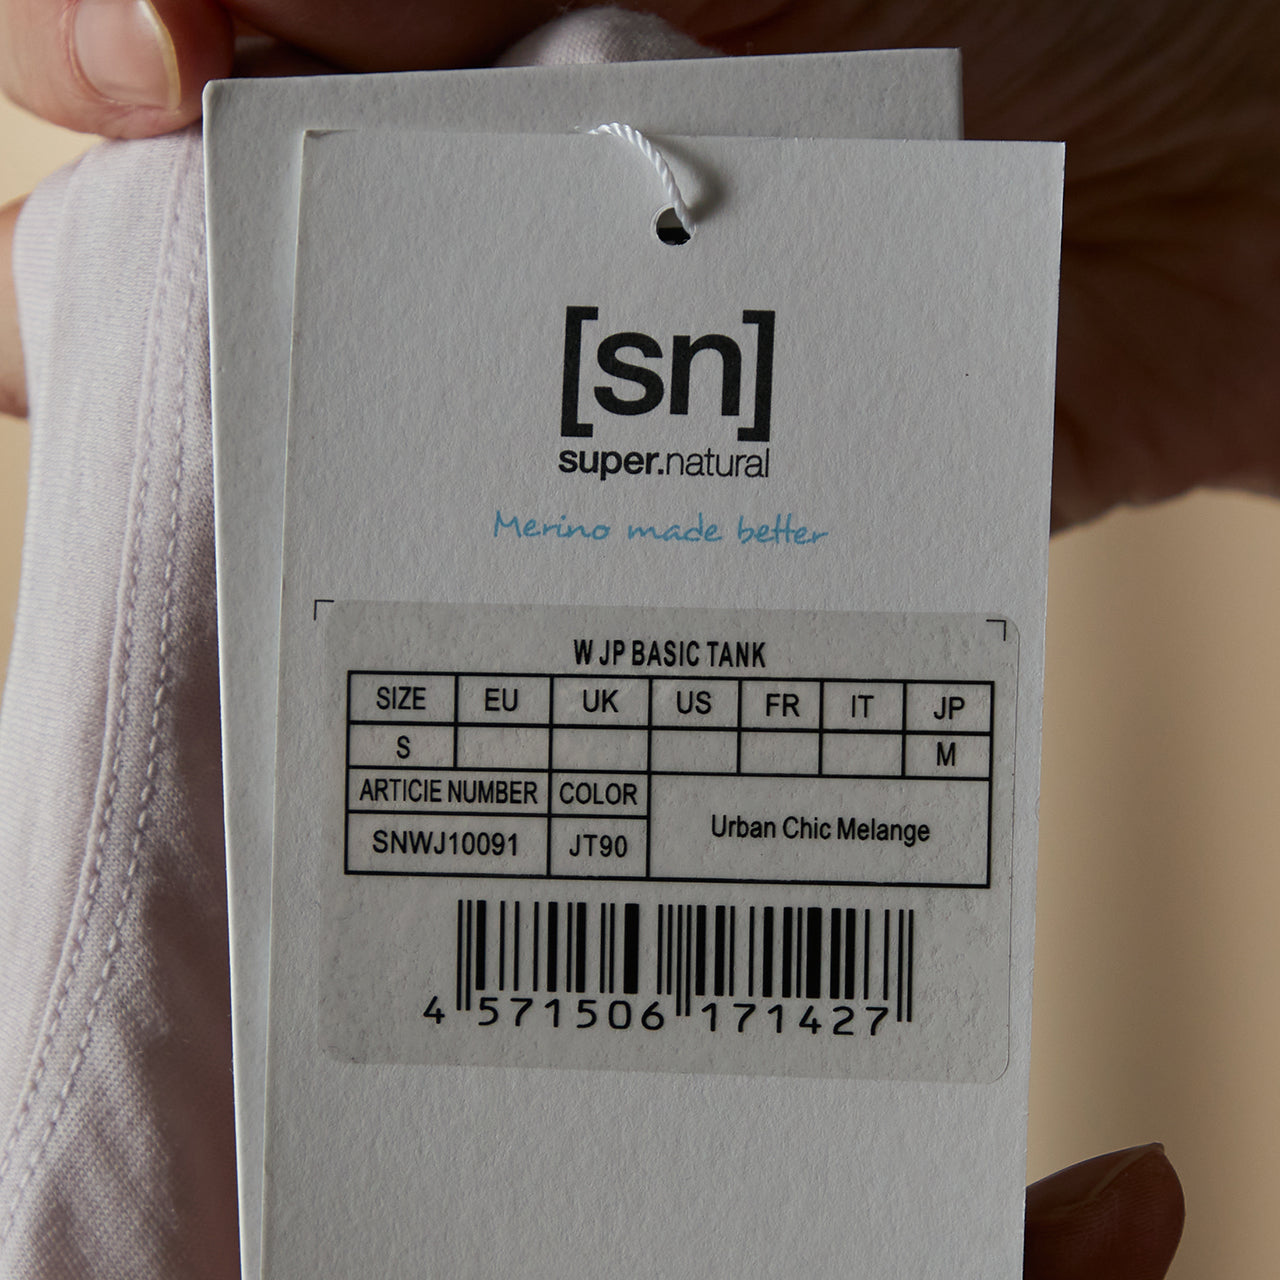 [sn]
super.natural
Merino made better
W JP BASIC TANK
SIZE EU UK US FR IT JP
S M
ARTICIE NUMBER COLOR
SNWJ10091 JT90 Urban Chic Melange
4 571506 171427